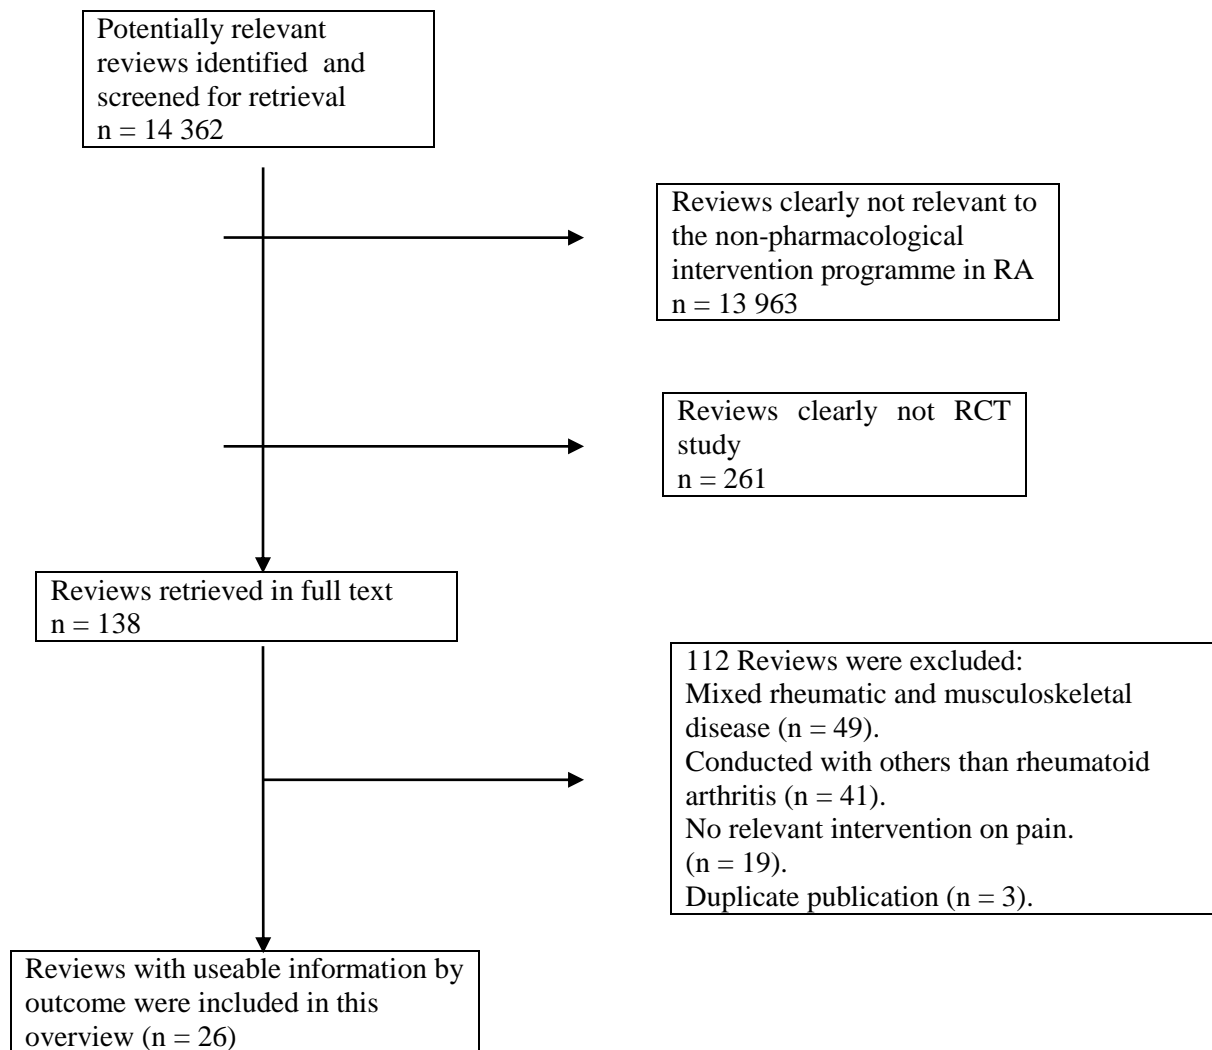 Potentially relevant
reviews identified and
screened for retrieval
n = 14 362
Reviews clearly not relevant to
the non-pharmacological
intervention programme in RA
n = 13 963
Reviews clearly not RCT
study
n = 261
Reviews retrieved in full text
n = 138
112 Reviews were excluded:
Mixed rheumatic and musculoskeletal
disease (n = 49).
Conducted with others than rheumatoid
arthritis (n = 41).
No relevant intervention on pain.
(n = 19).
Duplicate publication (n = 3).
Reviews with useable information by
outcome were included in this
overview (n = 26)